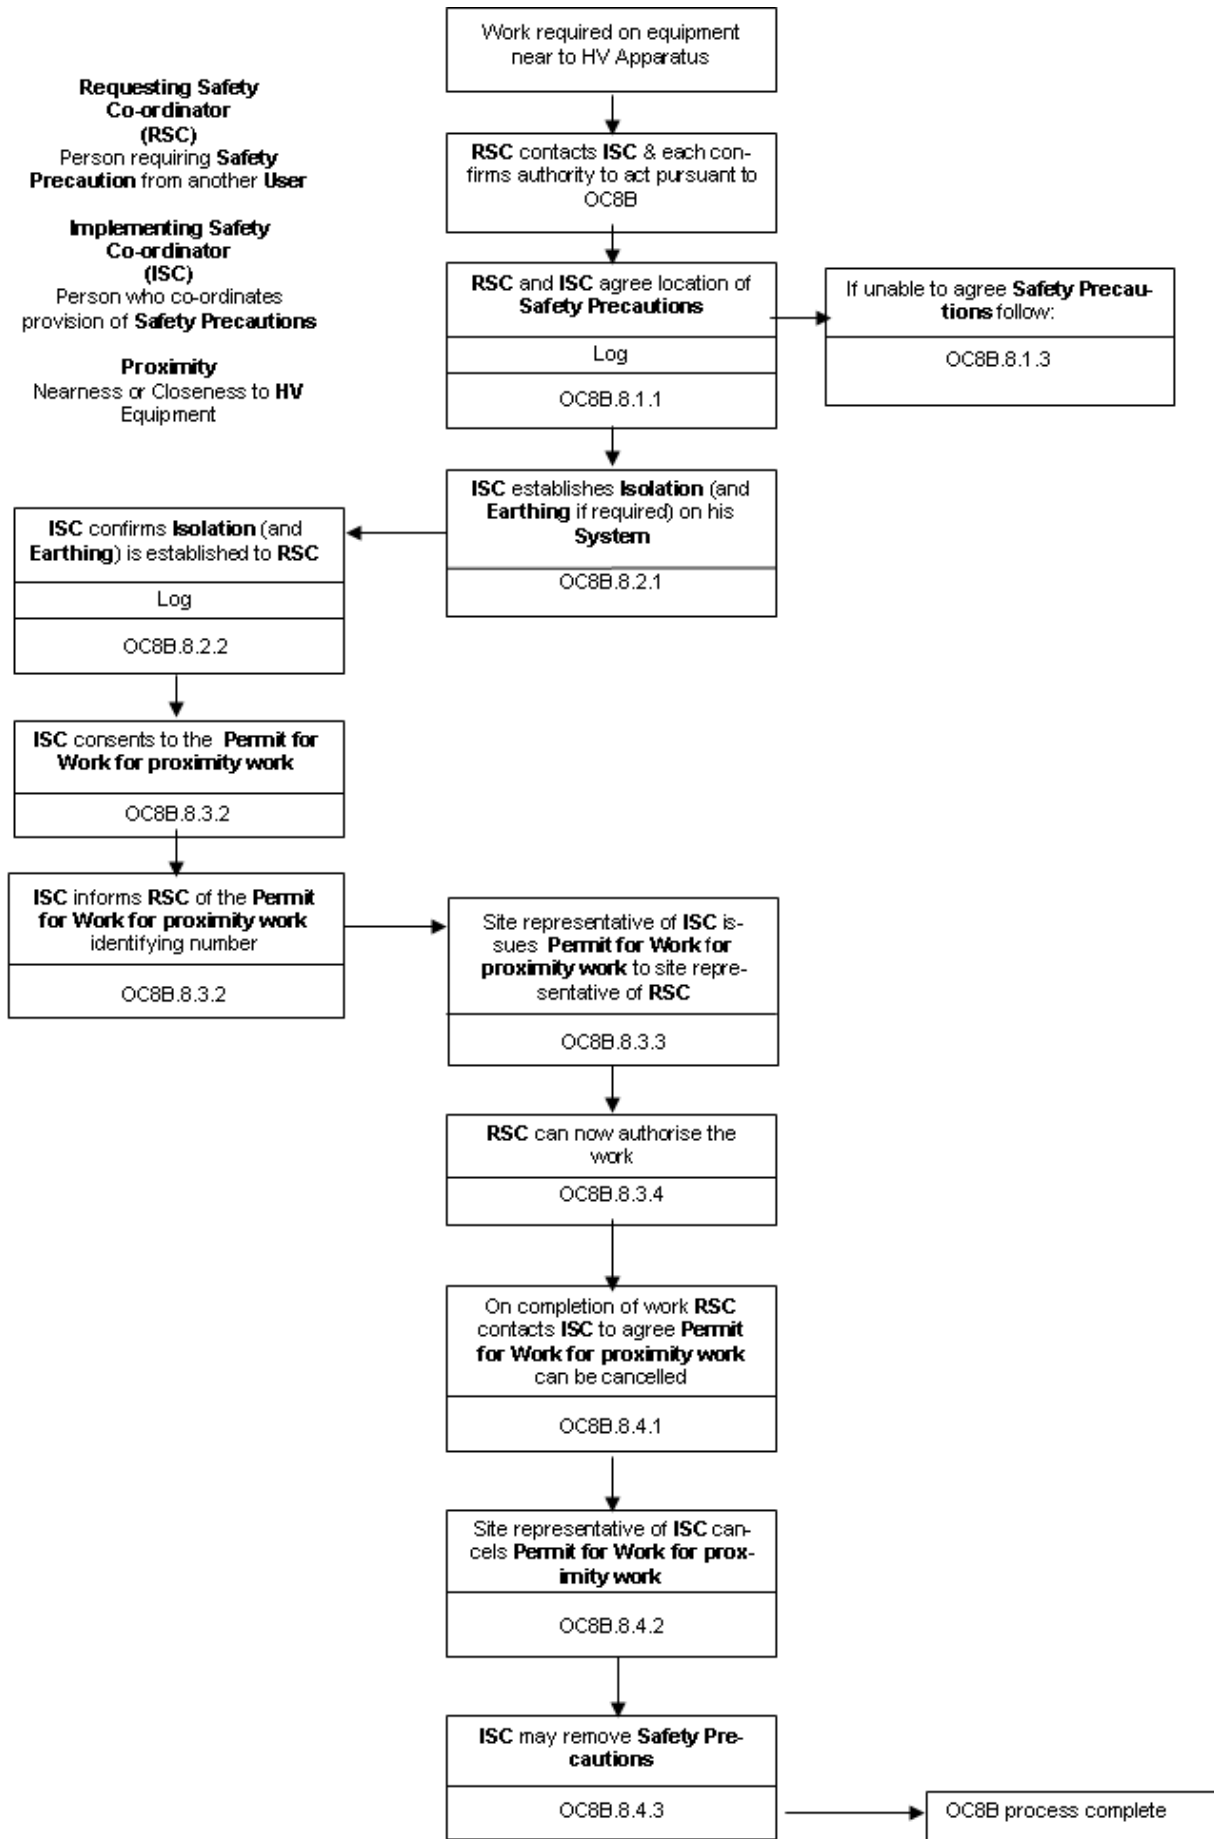 Work required on equipment
near to HV Apparatus
Requesting Safety
Co-ordinator
(RSC)
Person requiring Safety
Precaution from another User
Implementing Safety
Co-ordinator
(ISC)
Person who co-ordinates
provision of Safety Precautions
Proximity
Nearness or Closeness to HV
Equipment
RSC contacts ISC & each con-
firms authority to act pursuant to
OC8B
RSC and ISC agree location of
Safety Precautions
Log
OC8B.8.1.1
If unable to agree Safety Precau-
tions follow:
OC8B.8.1.3
ISC establishes Isolation (and
Earthing if required) on his
System
OC8B.8.2.1
ISC confirms Isolation (and
Earthing) is established to RSC
Log
OC8B.8.2.2
ISC consents to the Permit for
Work for proximity work
OC8B.8.3.2
ISC informs RSC of the Permit
for Work for proximity work
identifying number
OC8B.8.3.2
Site representative of ISC is-
sues Permit for Work for
proximity work to site repre-
sentative of RSC
OC8B.8.3.3
RSC can now authorise the
work
OC8B.8.3.4
On completion of work RSC
contacts ISC to agree Permit
for Work for proximity work
can be cancelled
OC8B.8.4.1
Site representative of ISC can-
cels Permit for Work for prox-
imity work
OC8B.8.4.2
ISC may remove Safety Pre-
cautions
OC8B.8.4.3
OC8B process complete